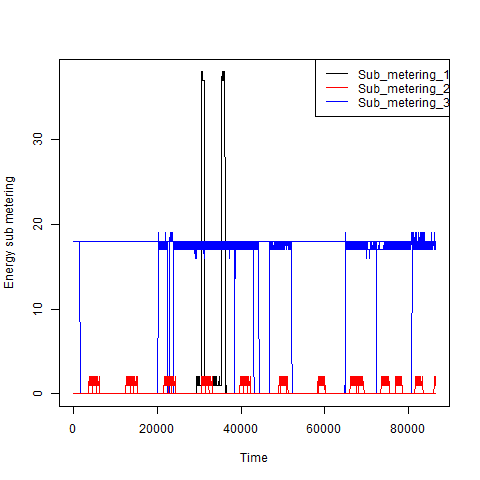 Sub_metering_1
Sub_metering_2
Sub_metering_3
Energy sub metering
30
20
10
0
0 20000 40000 60000 80000
Time